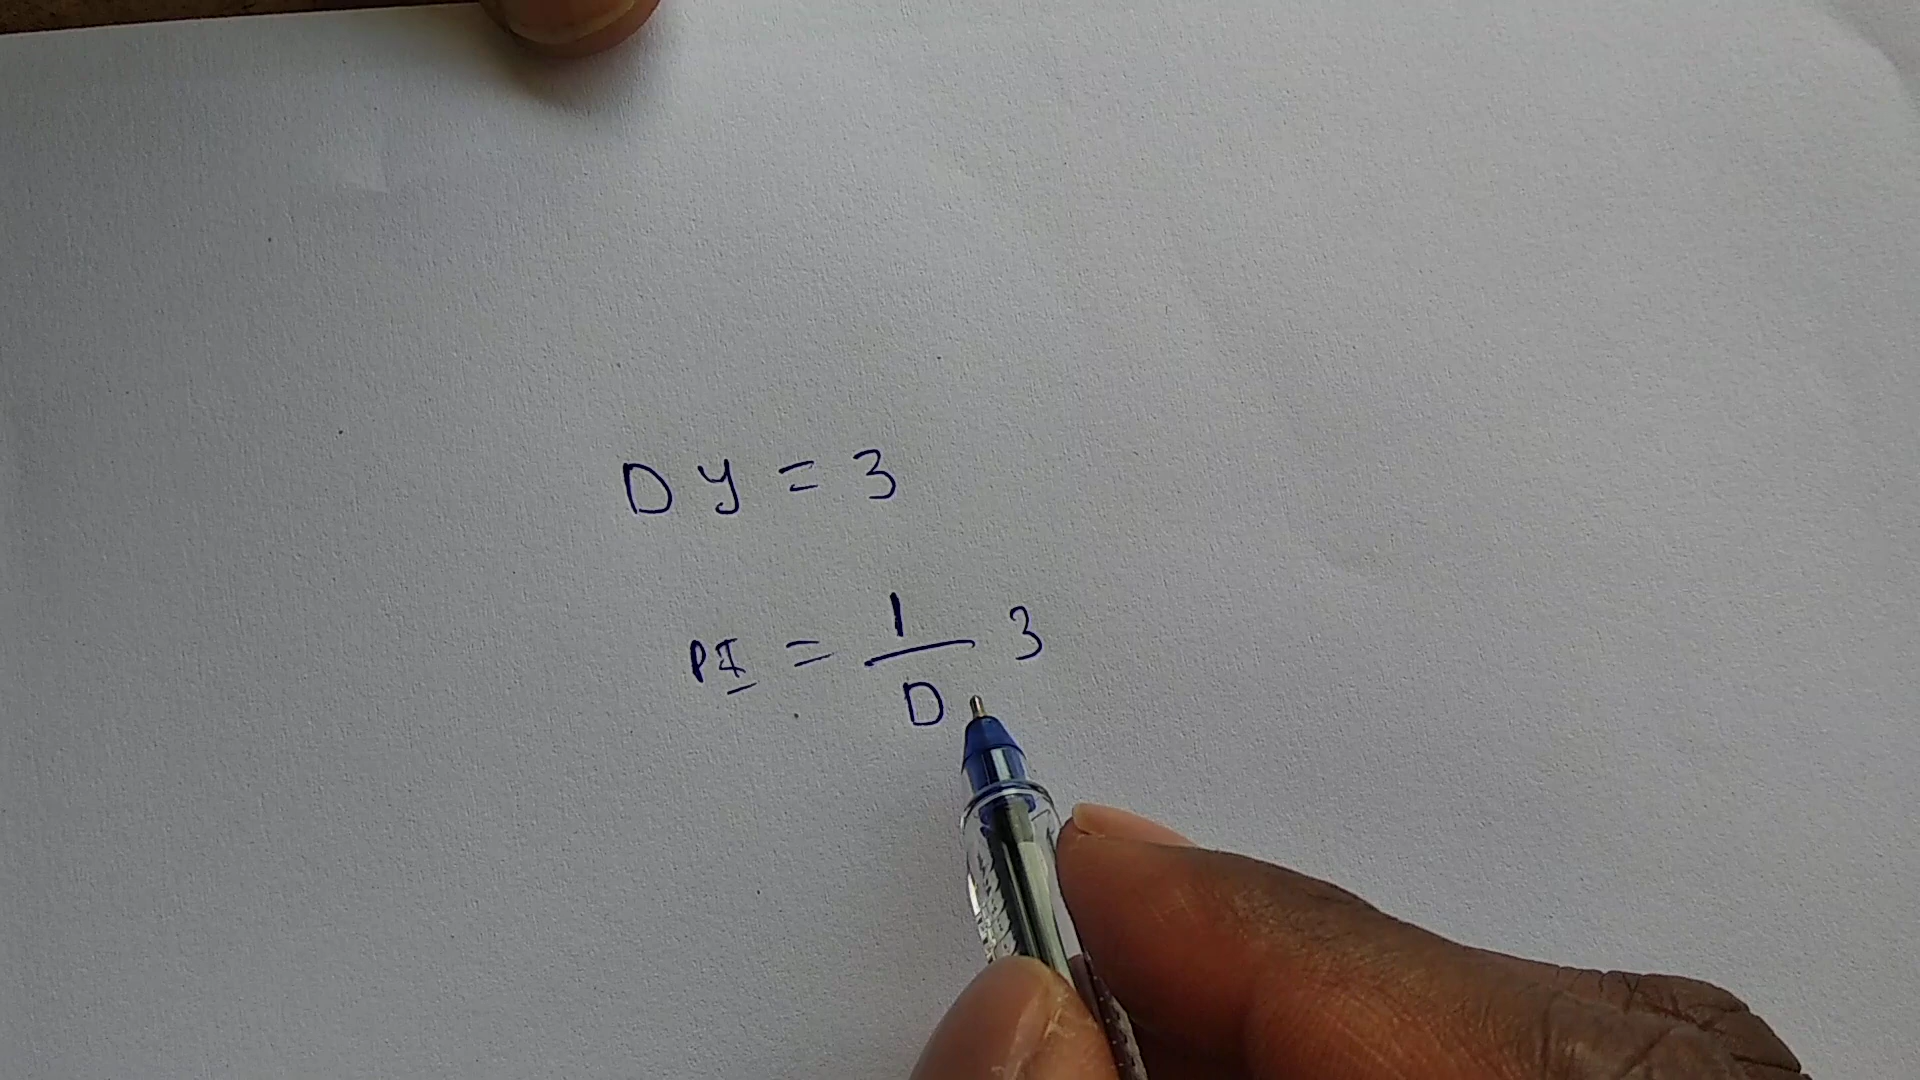 D y = 3
PI = 1/D 3